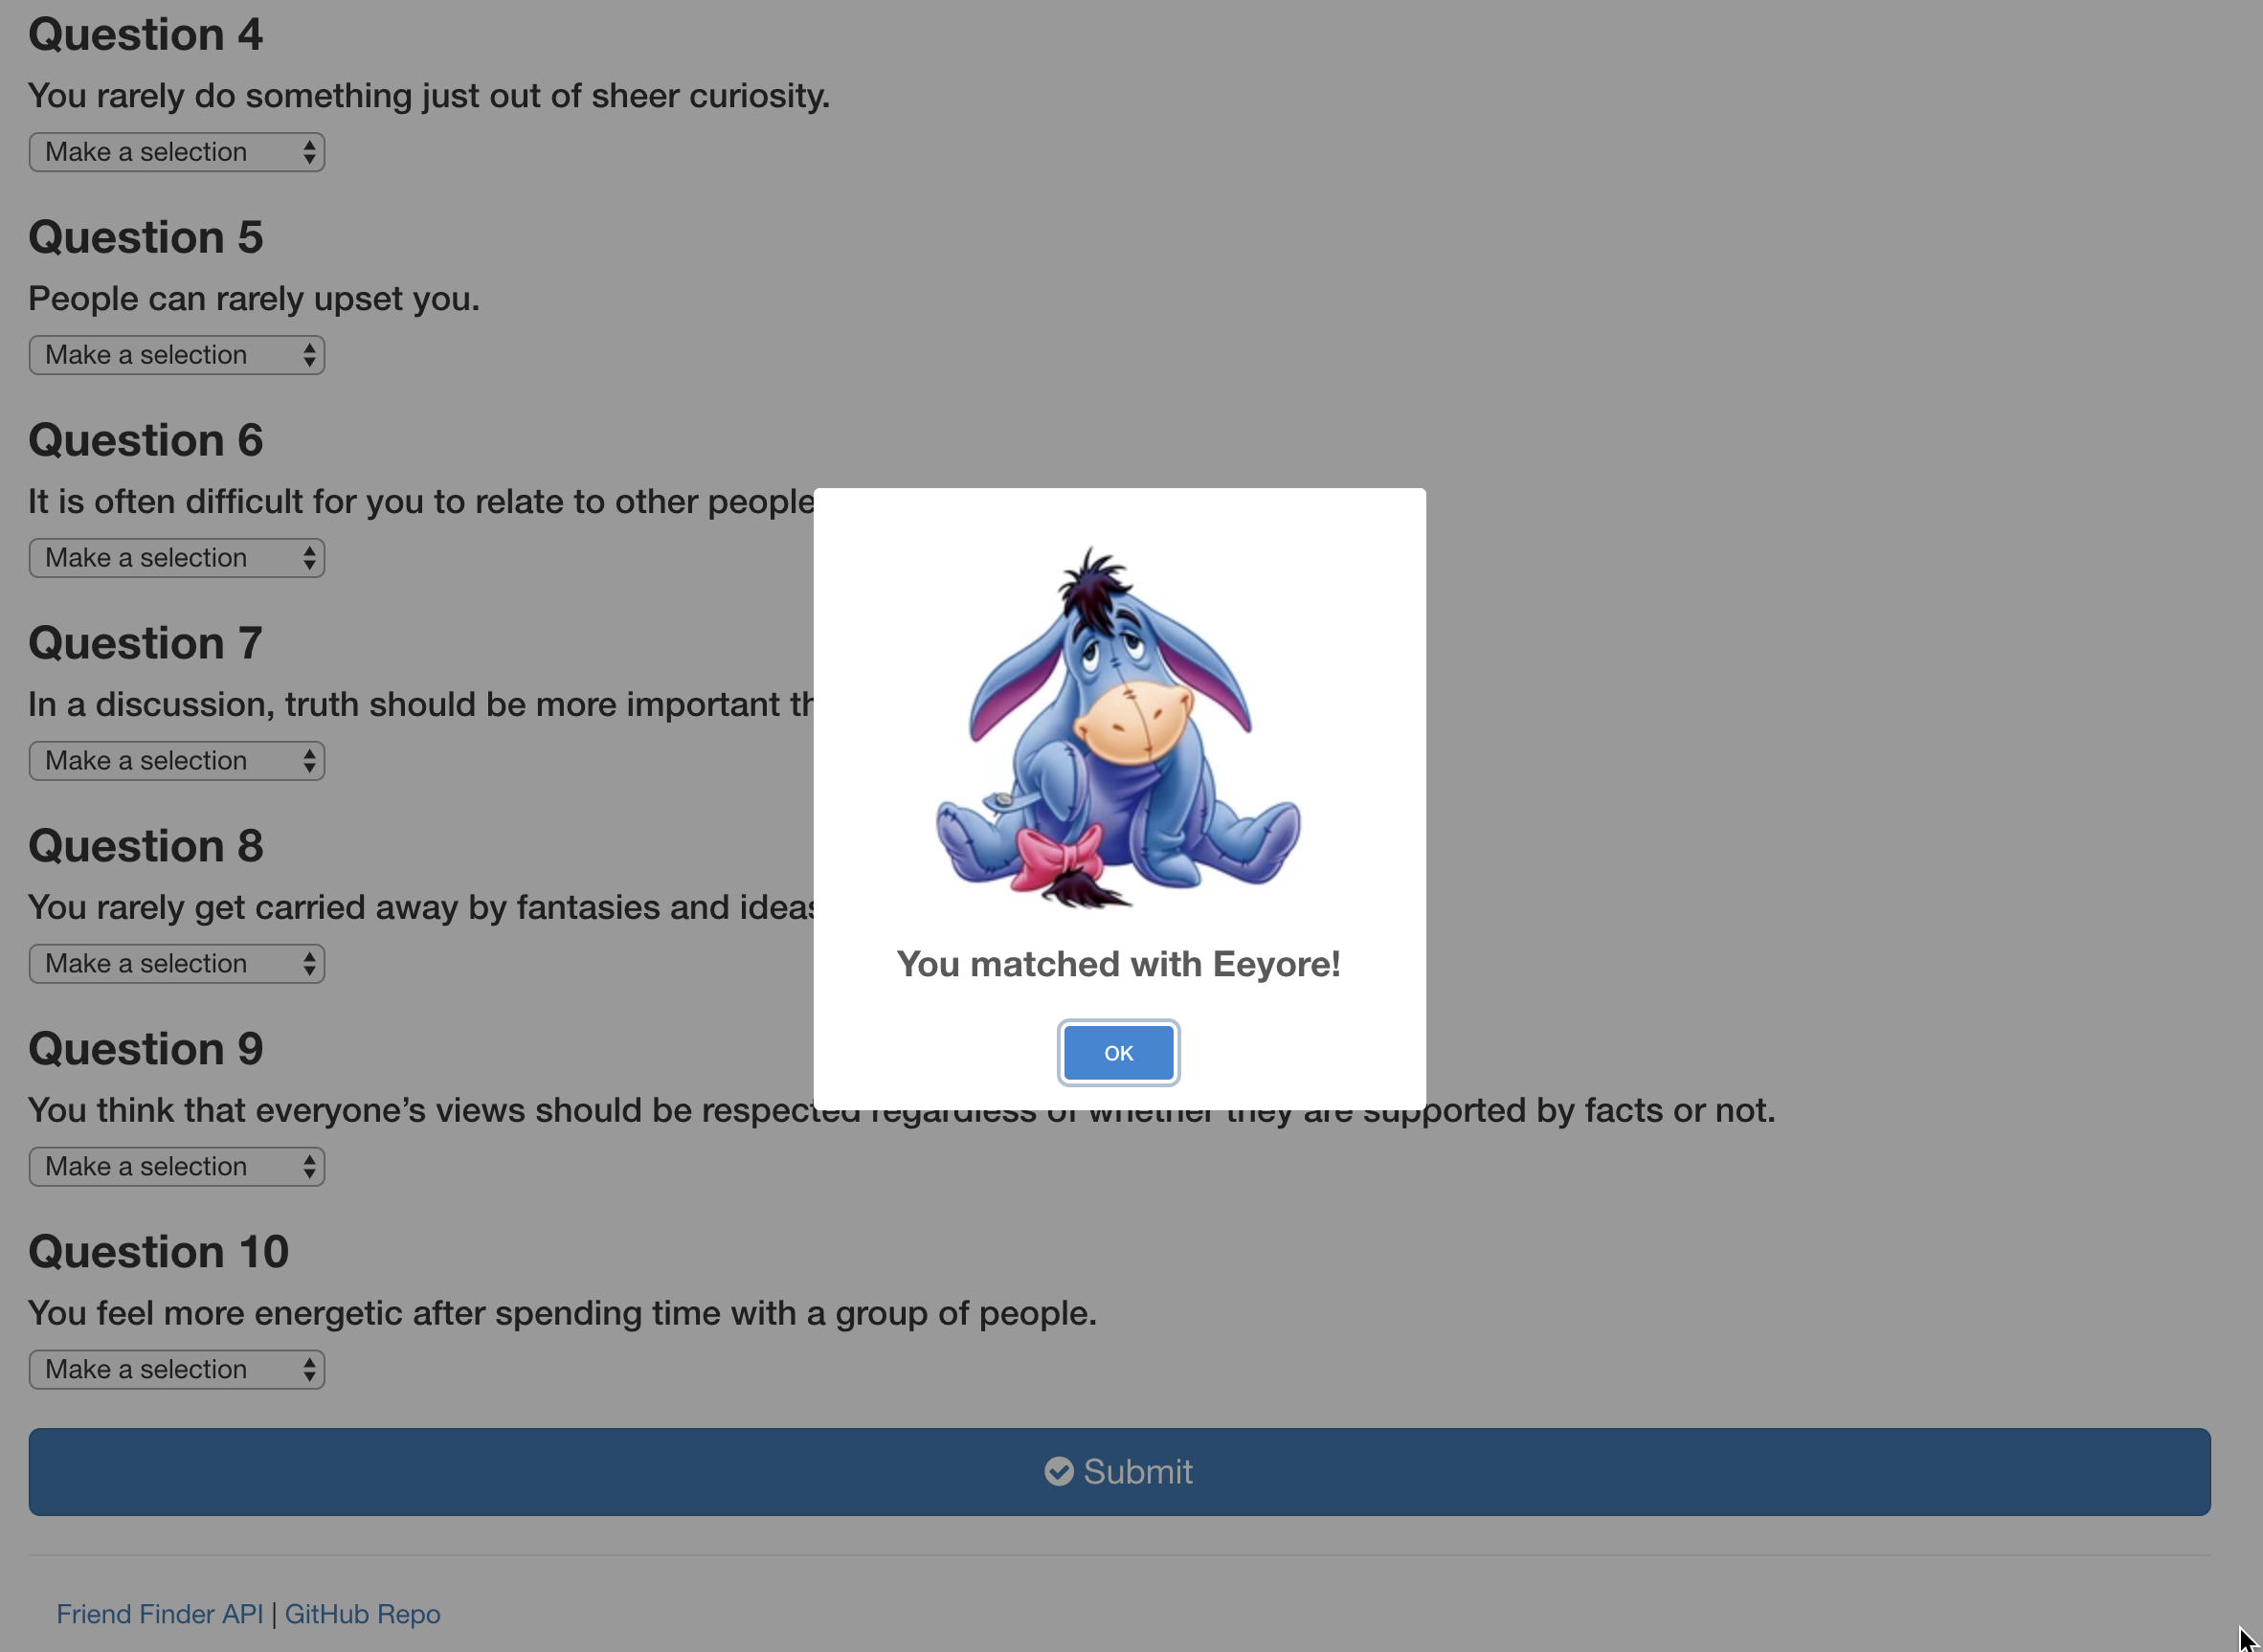 Question 4
You rarely do something just out of sheer curiosity.
Make a selection
Question 5
People can rarely upset you.
Make a selection
Question 6
It is often difficult for you to relate to other people
Make a selection
Question 7
In a discussion, truth should be more important
Make a selection
Question 8
You rarely get carried away by fantasies and ideas
Make a selection
You matched with Eeyore!
OK
Question 9
You think that everyone’s views should be respected regardless of whether they are supported by facts or not.
Make a selection
Question 10
You feel more energetic after spending time with a group of people.
Make a selection
Submit
Friend Finder API | GitHub Repo